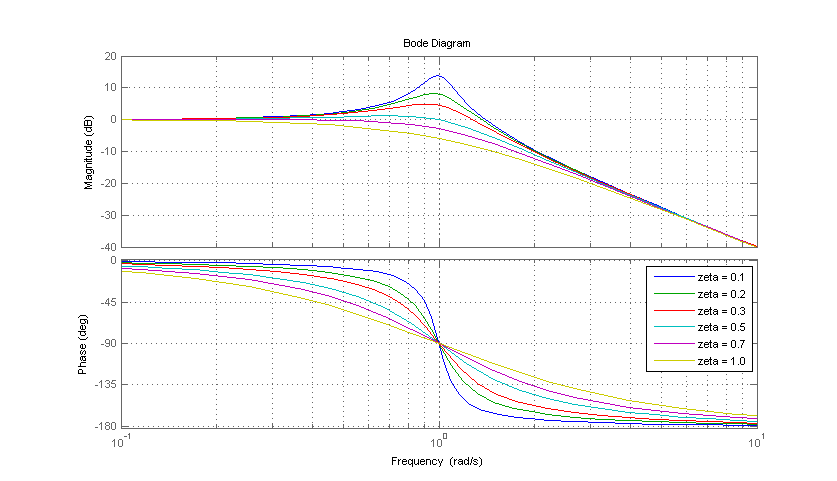 Bode Diagram
Magnitude (dB)
20
10
0
-10
-20
-30
-40
Phase (deg)
0
-45
-90
-135
-180
zeta = 0.1
zeta = 0.2
zeta = 0.3
zeta = 0.5
zeta = 0.7
zeta = 1.0
10^-1
10^0
10^1
Frequency (rad/s)